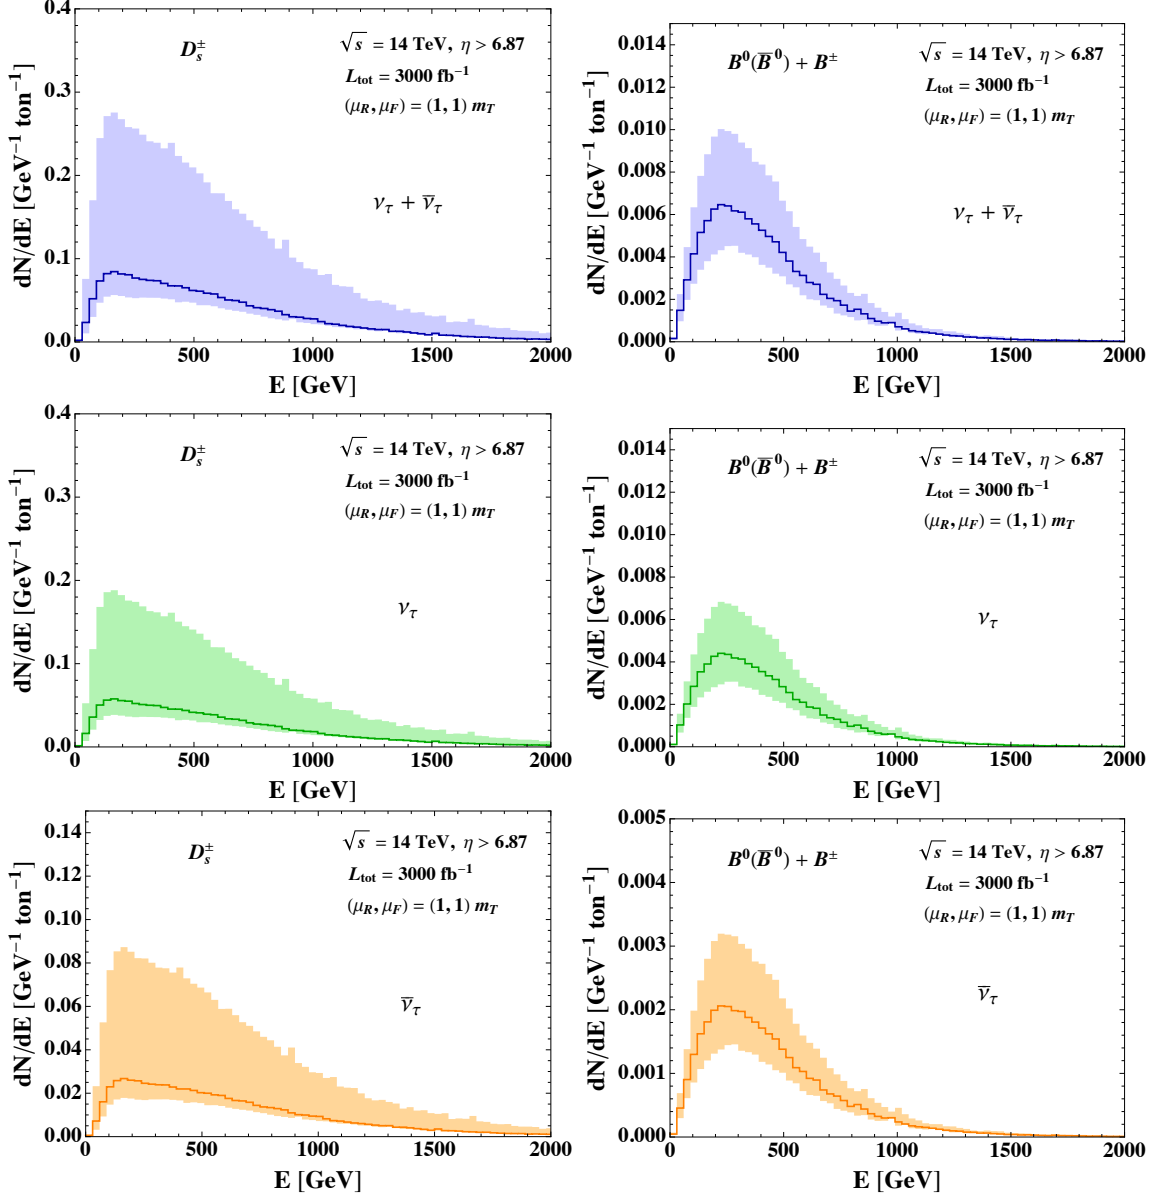 dN/dE [GeV⁻¹ ton⁻¹]
0.4
0.3
0.2
0.1
0.0
D_s^±
√s = 14 TeV, η > 6.87
L_tot = 3000 fb⁻¹
(μ_R, μ_F) = (1, 1) m_T
ν_τ + ν̄_τ
0 500 1000 1500 2000
E [GeV]
dN/dE [GeV⁻¹ ton⁻¹]
0.014
0.012
0.010
0.008
0.006
0.004
0.002
0.000
B⁰(B̄⁰) + B^±
√s = 14 TeV, η > 6.87
L_tot = 3000 fb⁻¹
(μ_R, μ_F) = (1, 1) m_T
ν_τ + ν̄_τ
0 500 1000 1500 2000
E [GeV]
dN/dE [GeV⁻¹ ton⁻¹]
0.4
0.3
0.2
0.1
0.0
D_s^±
√s = 14 TeV, η > 6.87
L_tot = 3000 fb⁻¹
(μ_R, μ_F) = (1, 1) m_T
ν_τ
0 500 1000 1500 2000
E [GeV]
dN/dE [GeV⁻¹ ton⁻¹]
0.014
0.012
0.010
0.008
0.006
0.004
0.002
0.000
B⁰(B̄⁰) + B^±
√s = 14 TeV, η > 6.87
L_tot = 3000 fb⁻¹
(μ_R, μ_F) = (1, 1) m_T
ν_τ
0 500 1000 1500 2000
E [GeV]
dN/dE [GeV⁻¹ ton⁻¹]
0.14
0.12
0.10
0.08
0.06
0.04
0.02
0.00
D_s^±
√s = 14 TeV, η > 6.87
L_tot = 3000 fb⁻¹
(μ_R, μ_F) = (1, 1) m_T
ν̄_τ
0 500 1000 1500 2000
E [GeV]
dN/dE [GeV⁻¹ ton⁻¹]
0.005
0.004
0.003
0.002
0.001
0.000
B⁰(B̄⁰) + B^±
√s = 14 TeV, η > 6.87
L_tot = 3000 fb⁻¹
(μ_R, μ_F) = (1, 1) m_T
ν̄_τ
0 500 1000 1500 2000
E [GeV]